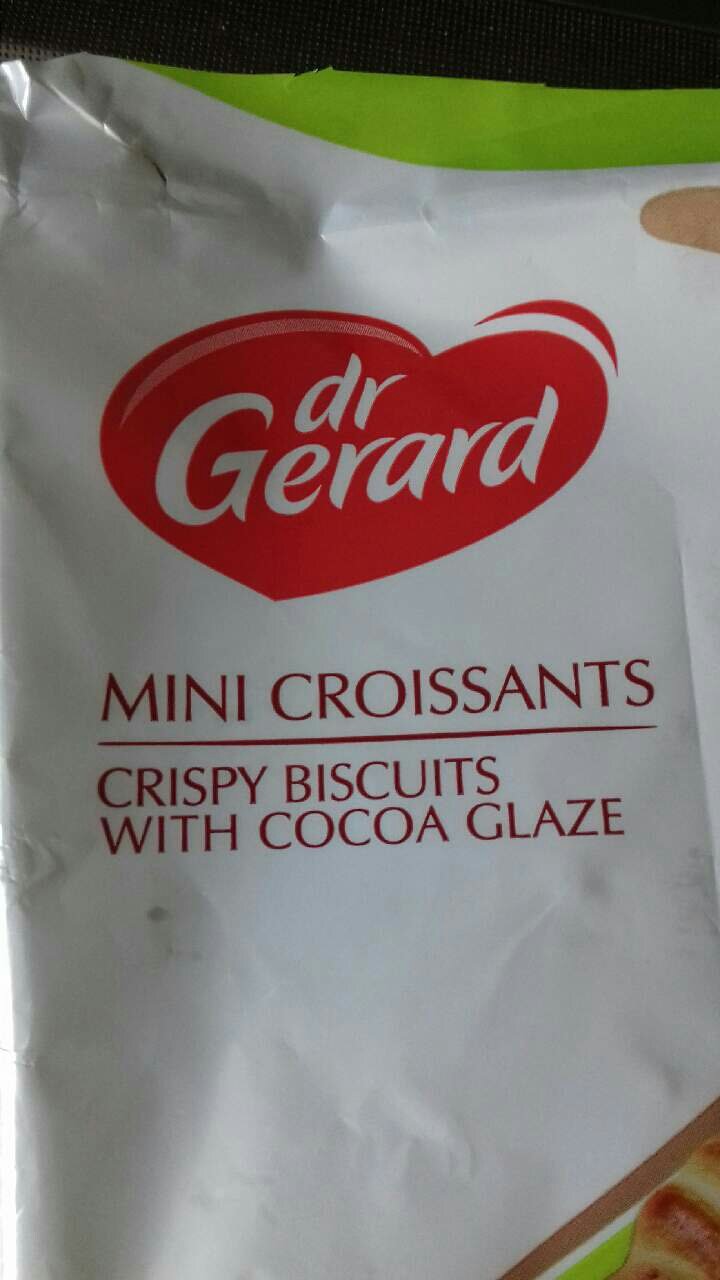 dr
Gerard
MINI CROISSANTS
CRISPY BISCUITS
WITH COCOA GLAZE